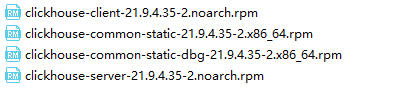 clickhouse-client-21.9.4.35-2.noarch.rpm
clickhouse-common-static-21.9.4.35-2.x86_64.rpm
clickhouse-common-static-dbg-21.9.4.35-2.x86_64.rpm
clickhouse-server-21.9.4.35-2.noarch.rpm